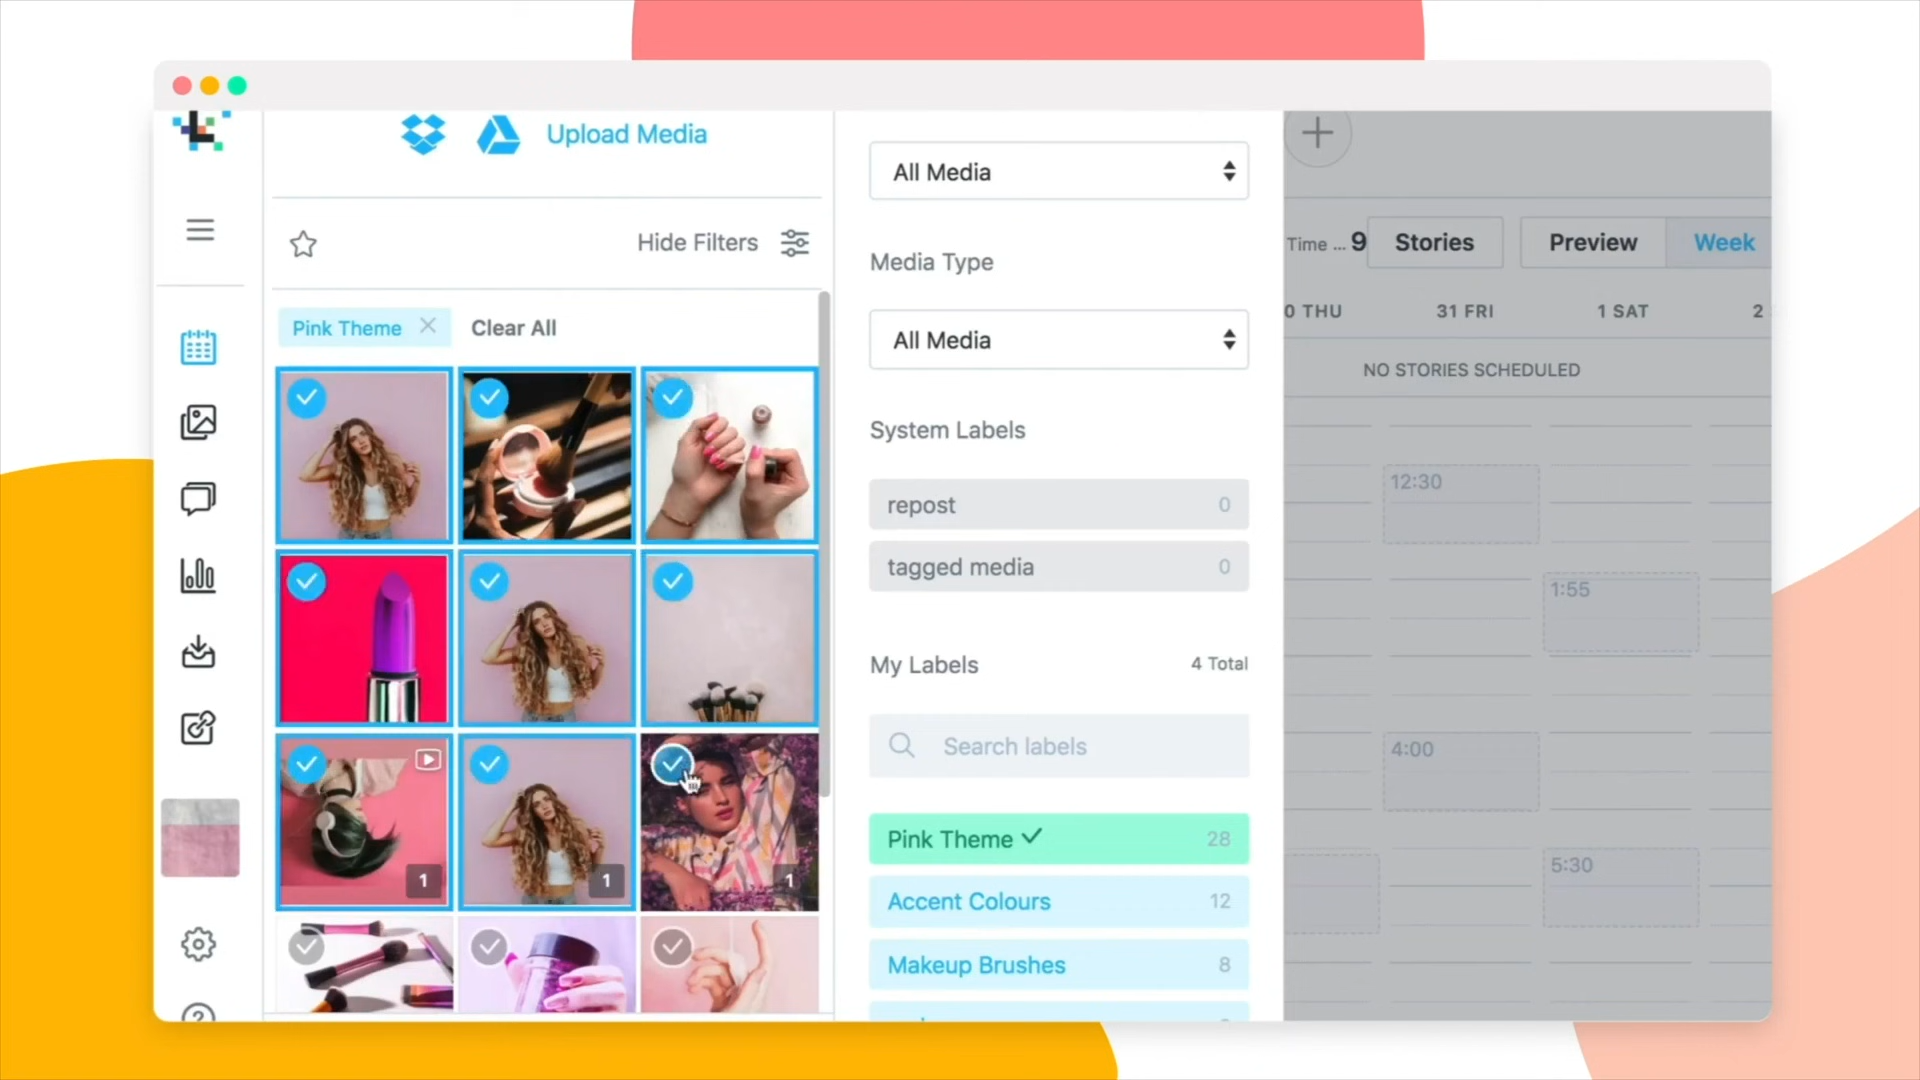 Upload Media
Hide Filters
Pink Theme
Clear All
1
1
1
All Media
Media Type
All Media
System Labels
repost 0
tagged media 0
My Labels 4 Total
Search labels
Pink Theme 28
Accent Colours 12
Makeup Brushes 8
Time ... 9
Stories
Preview
Week
0 THU
31 FRI
1 SAT
2
NO STORIES SCHEDULED
12:30
1:55
4:00
5:30